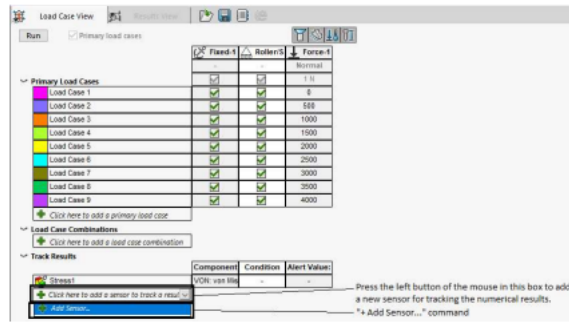 Load Case View
Results View
Run
Primary load cases
Fixed-1
Roller/S
Force-1
-
-
Normal
Primary Load Cases
1 N
Load Case 1
0
Load Case 2
500
Load Case 3
1000
Load Case 4
1500
Load Case 5
2000
Load Case 6
2500
Load Case 7
3000
Load Case 8
3500
Load Case 9
4000
Click here to add a primary load case
Load Case Combinations
Click here to add a load case combination
Track Results
Component
Condition
Alert Value:
Stress1
VON: von Mis
-
-
Click here to add a sensor to track a resul
Add Sensor...
Press the left button of the mouse in this box to add
a new sensor for tracking the numerical results.
"+ Add Sensor..." command